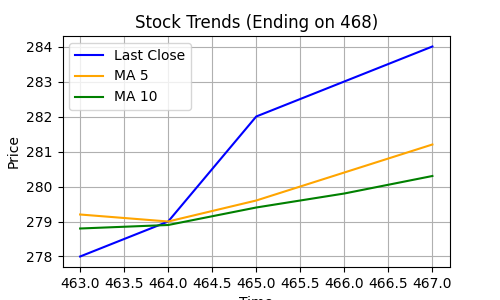 Stock Trends (Ending on 468)
Last Close
MA 5
MA 10
Price
284
283
282
281
280
279
278
463.0 463.5 464.0 464.5 465.0 465.5 466.0 466.5 467.0
Time